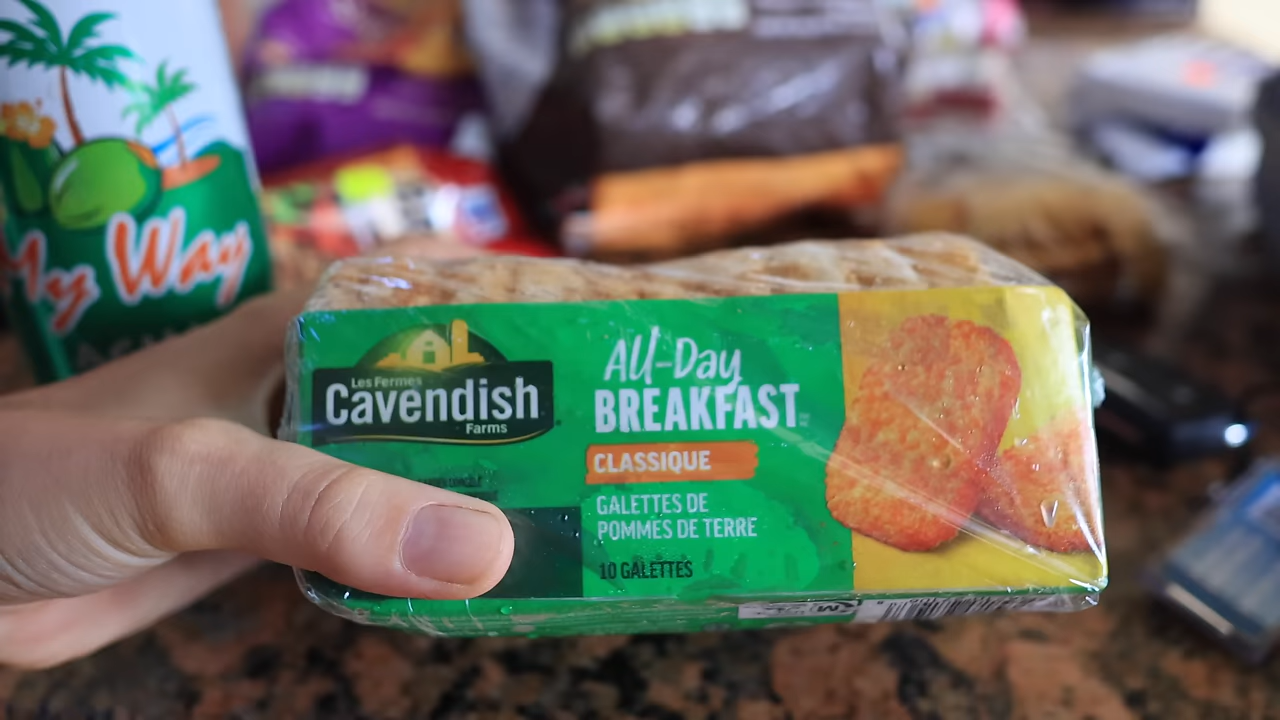 My Way
Les Fermes
Cavendish
Farms
All-Day
BREAKFAST
CLASSIQUE
GALETTES DE
POMMES DE TERRE
10 GALETTES